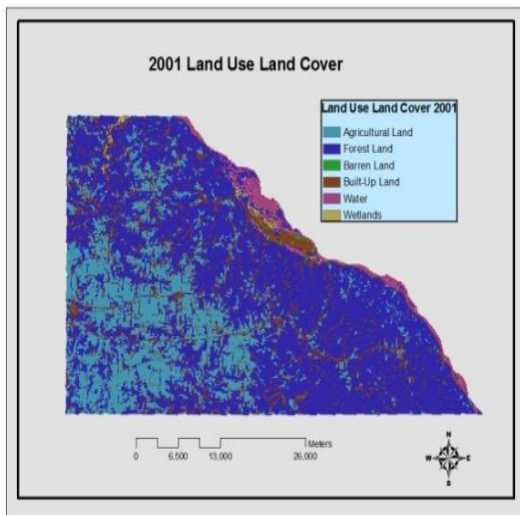 2001 Land Use Land Cover
Land Use Land Cover 2001
Agricultural Land
Forest Land
Barren Land
Built-Up Land
Water
Wetlands
Meters
0 6,500 13,000 26,000
N
W E
S